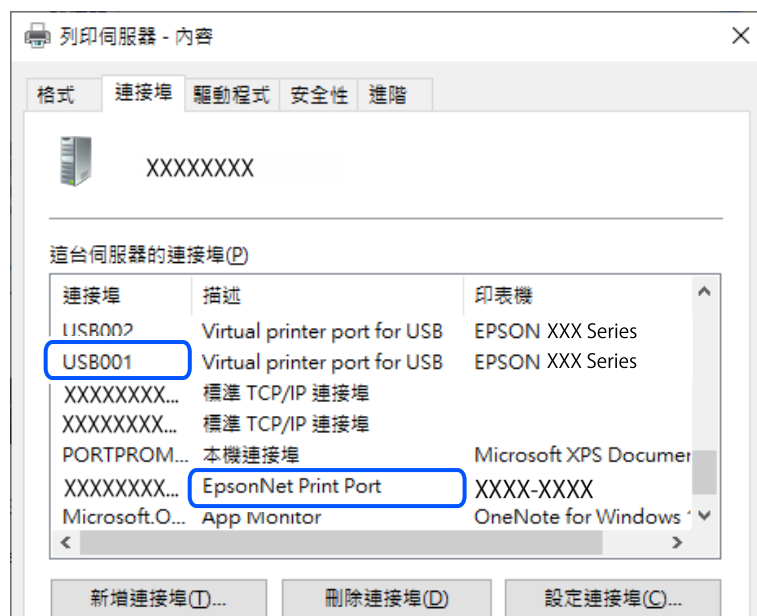 列印伺服器 - 內容
格式 連接埠 驅動程式 安全性 進階
XXXXXXXX
這台伺服器的連接埠(P)
連接埠 描述 印表機
USB002 Virtual printer port for USB EPSON XXX Series
USB001 Virtual printer port for USB EPSON XXX Series
XXXXXXXX... 標準 TCP/IP 連接埠
XXXXXXXX... 標準 TCP/IP 連接埠
PORTPROM... 本機連接埠 Microsoft XPS Documen
XXXXXXXX... EpsonNet Print Port XXXX-XXXX
Microsoft.O... App Monitor OneNote for Windows
新增連接埠(T)... 刪除連接埠(D) 設定連接埠(C)...